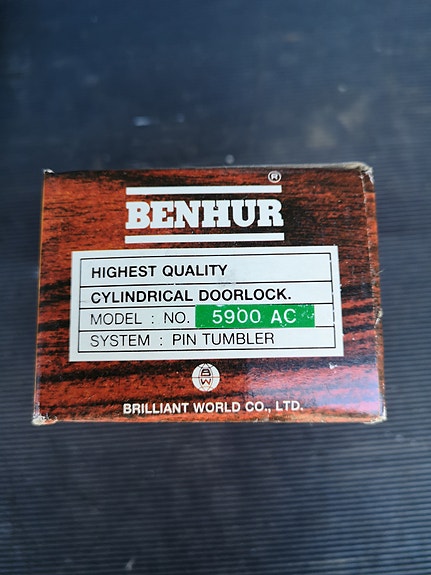 ®
BENHUR
HIGHEST QUALITY
CYLINDRICAL DOORLOCK.
MODEL : NO. 5900 AC
SYSTEM : PIN TUMBLER
BW
BRILLIANT WORLD CO., LTD.